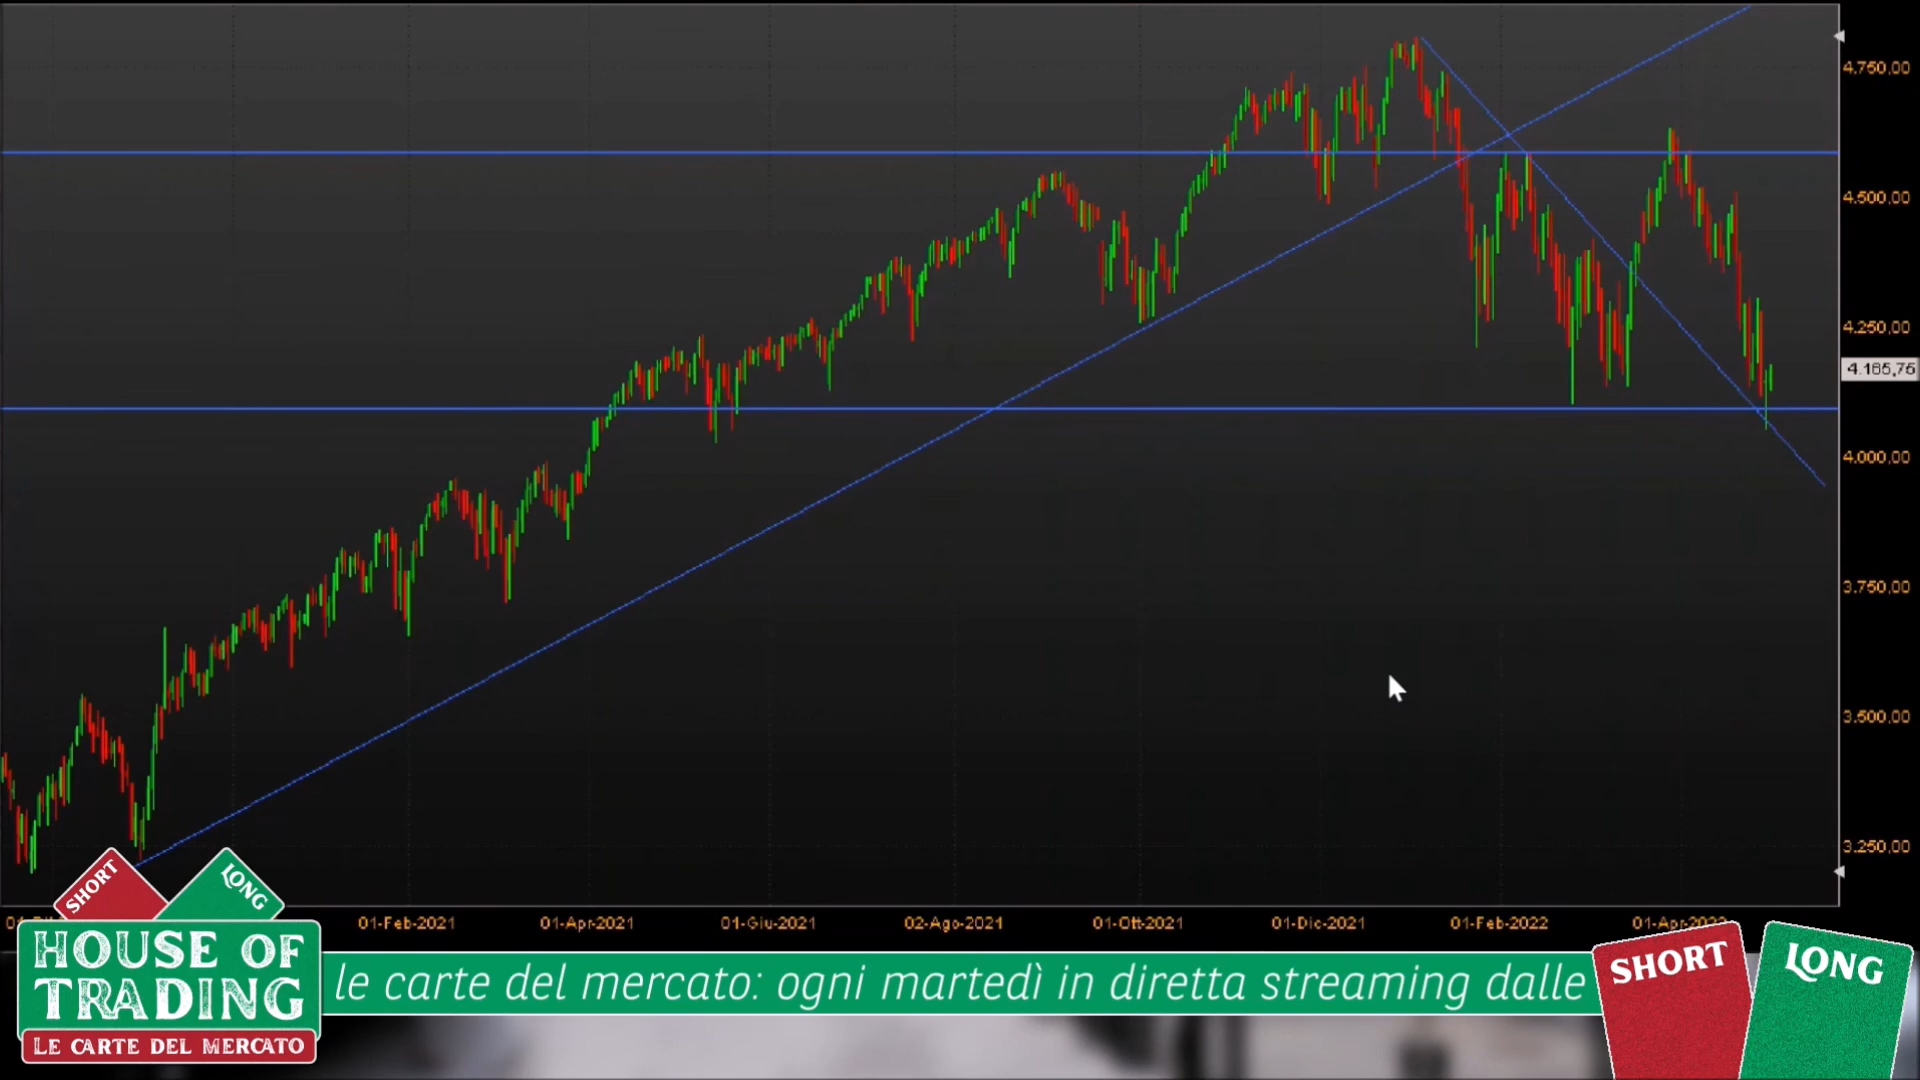 4.750,00
4.500,00
4.250,00
4.165,75
4.000,00
3.750,00
3.500,00
3.250,00
01-Feb-2021
01-Apr-2021
01-Giu-2021
02-Ago-2021
01-Ott-2021
01-Dic-2021
01-Feb-2022
SHORT
LONG
HOUSE OF
TRADING
LE CARTE DEL MERCATO
le carte del mercato: ogni martedì in diretta streaming dalle
SHORT
LONG